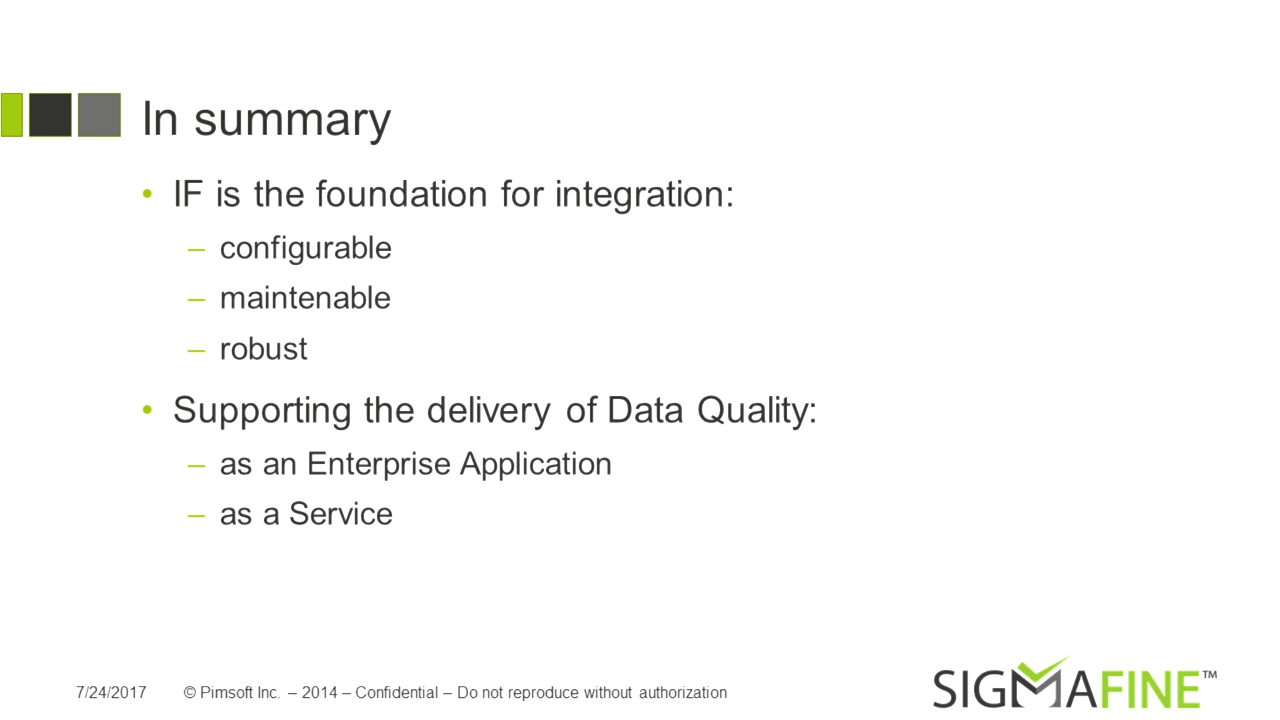 In summary
• IF is the foundation for integration:
– configurable
– maintenable
– robust
• Supporting the delivery of Data Quality:
– as an Enterprise Application
– as a Service
7/24/2017 © Pimsoft Inc. – 2014 – Confidential – Do not reproduce without authorization
SIGMAFINE™